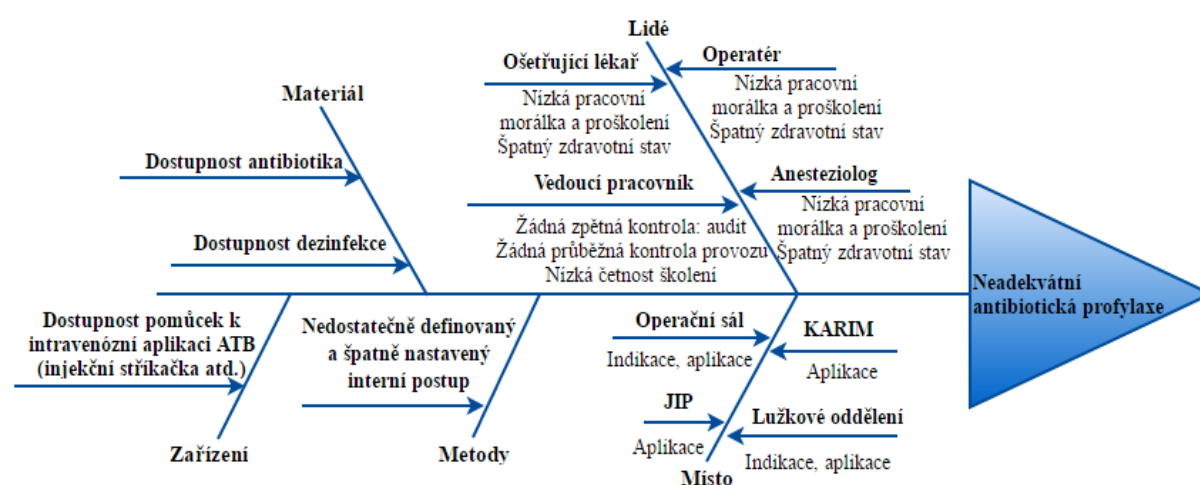 Lidé
Ošetřující lékař
Nízká pracovní
morálka a proškolení
Špatný zdravotní stav
Operatér
Nízká pracovní
morálka a proškolení
Špatný zdravotní stav
Materiál
Dostupnost antibiotika
Dostupnost dezinfekce
Vedoucí pracovník
Žádná zpětná kontrola: audit
Žádná průběžná kontrola provozu
Nízká četnost školení
Anesteziolog
Nízká pracovní
morálka a proškolení
Špatný zdravotní stav
Neadekvátní
antibiotická profylaxe
Dostupnost pomůcek k
intravenózní aplikaci ATB
(injekční stříkačka atd.)
Zařízení
Nedostatečně definovaný
a špatně nastavený
interní postup
Metody
Operační sál
Indikace, aplikace
KARIM
Aplikace
JIP
Aplikace
Lužkové oddělení
Indikace, aplikace
Místo